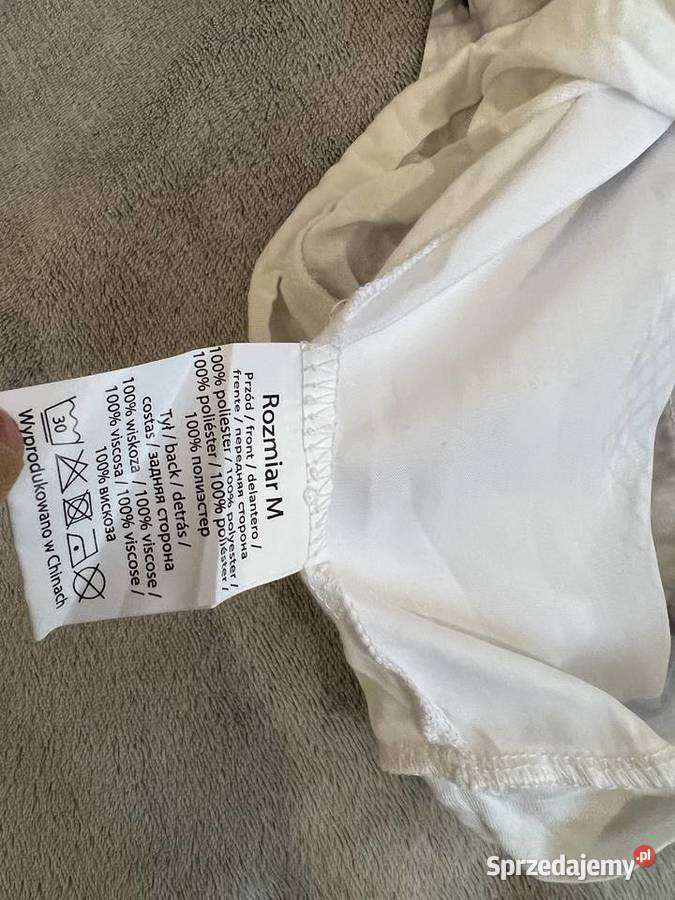 Rozmiar M
Przód / front / delantero /
frente / передняя сторона
100% poliester / 100% polyester /
100% poliéster / 100% poliéster /
100% полиэстер
Tył / back / detrás /
costas / задняя сторона
100% wiskoza / 100% viscose /
100% viscosa / 100% viscose /
100% вискоза
30
Wyprodukowano w Chinach
Sprzedajemy.pl